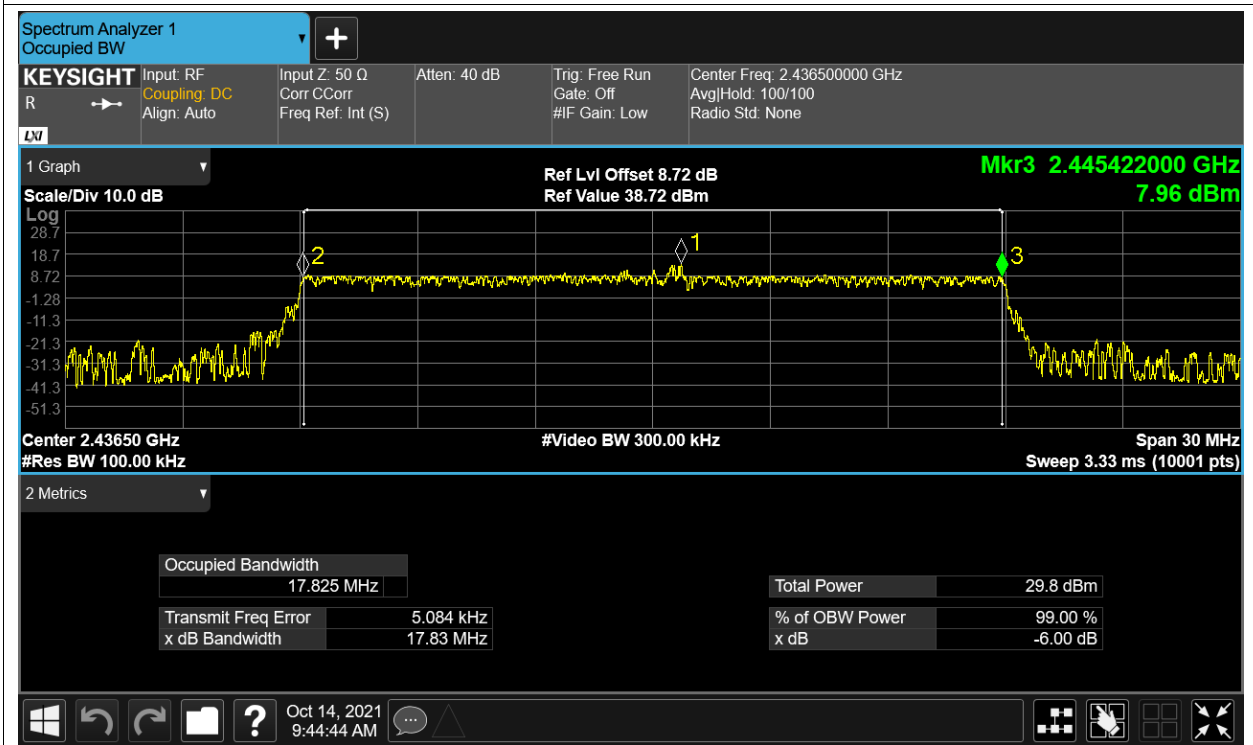 Spectrum Analyzer 1
Occupied BW
KEYSIGHT
R
LXI
Input: RF
Coupling: DC
Align: Auto
Input Z: 50 Ω
Corr CCorr
Freq Ref: Int (S)
Atten: 40 dB
Trig: Free Run
Gate: Off
#IF Gain: Low
Center Freq: 2.436500000 GHz
Avg|Hold: 100/100
Radio Std: None
1 Graph
Scale/Div 10.0 dB
Ref Lvl Offset 8.72 dB
Ref Value 38.72 dBm
Mkr3 2.445422000 GHz
7.96 dBm
Log
28.7
18.7
8.72
-1.28
-11.3
-21.3
-31.3
-41.3
-51.3
2
1
3
Center 2.43650 GHz
#Res BW 100.00 kHz
#Video BW 300.00 kHz
Span 30 MHz
Sweep 3.33 ms (10001 pts)
2 Metrics
Occupied Bandwidth
17.825 MHz
Transmit Freq Error 5.084 kHz
x dB Bandwidth 17.83 MHz
Total Power 29.8 dBm
% of OBW Power 99.00 %
x dB -6.00 dB
?
Oct 14, 2021
9:44:44 AM